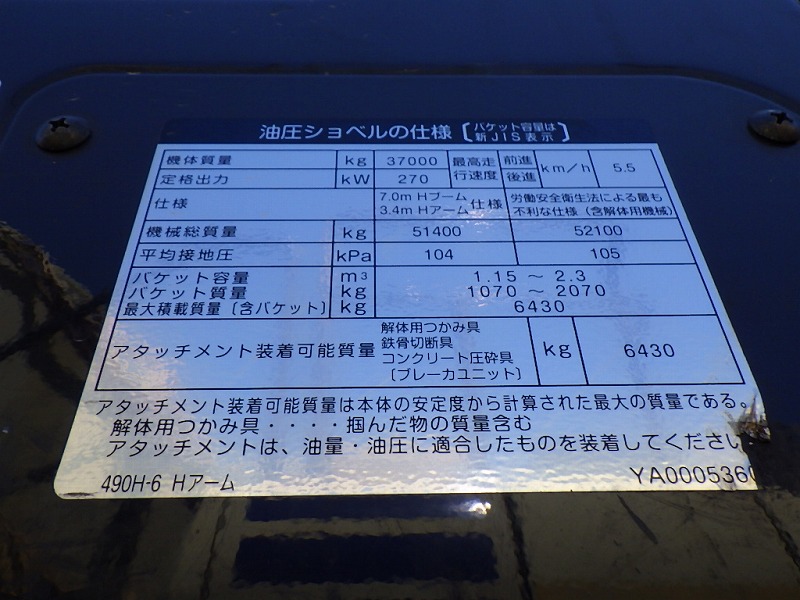 油圧ショベルの仕様〔バケット容量は新JIS表示〕
機体質量 kg 37000 最高走行速度 前進 後進 km/h 5.5
定格出力 kW 270
仕様 7.0m Hブーム 3.4m Hアーム 仕様 労働安全衛生法による最も不利な仕様（含解体用機械）
機械総質量 kg 51400 52100
平均接地圧 kPa 104 105
バケット容量 m³ 1.15 ～ 2.3
バケット質量 kg 1070 ～ 2070
最大積載質量〔含バケット〕 kg 6430
アタッチメント装着可能質量 解体用つかみ具 鉄骨切断具 コンクリート圧砕具 〔ブレーカユニット〕 kg 6430
アタッチメント装着可能質量は本体の安定度から計算された最大の質量である。
解体用つかみ具・・・・掴んだ物の質量含む
アタッチメントは、油量・油圧に適合したものを装着してください
490H-6 Hアーム YA0005360